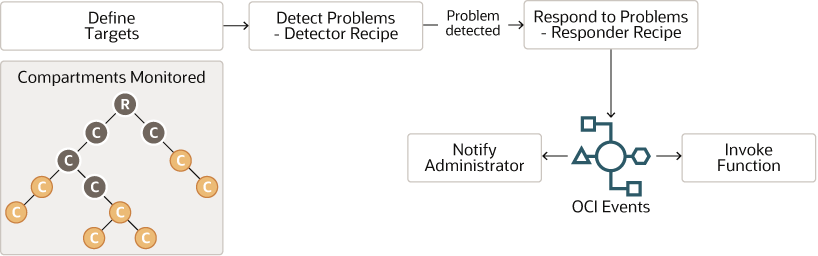 Define
Targets
Detect Problems
- Detector Recipe
Problem
detected
Respond to Problems
- Responder Recipe
Compartments Monitored
R
C
C
C
C
C
C
C
C
C
C
C
C
Notify
Administrator
OCI Events
Invoke
Function